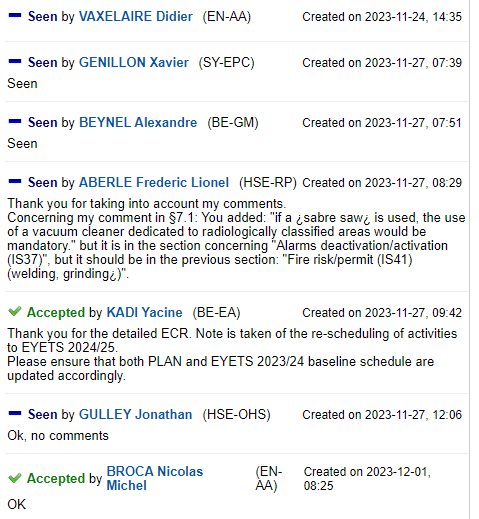 Seen by VAXELAIRE Didier (EN-AA) Created on 2023-11-24, 14:35
Seen by GENILLON Xavier (SY-EPC) Created on 2023-11-27, 07:39
Seen
Seen by BEYNEL Alexandre (BE-GM) Created on 2023-11-27, 07:51
Seen
Seen by ABERLE Frederic Lionel (HSE-RP) Created on 2023-11-27, 08:29
Thank you for taking into account my comments.
Concerning my comment in §7.1: You added: "if a ¿sabre saw¿ is used, the use
of a vacuum cleaner dedicated to radiologically classified areas would be
mandatory." but it is in the section concerning "Alarms deactivation/activation
(IS37)", but it should be in the previous section: "Fire risk/permit (IS41)
(welding, grinding¿)".
Accepted by KADI Yacine (BE-EA) Created on 2023-11-27, 09:42
Thank you for the detailed ECR. Note is taken of the re-scheduling of activities
to EYETS 2024/25.
Please ensure that both PLAN and EYETS 2023/24 baseline schedule are
updated accordingly.
Seen by GULLEY Jonathan (HSE-OHS) Created on 2023-11-27, 12:06
Ok, no comments
Accepted by BROCA Nicolas Michel (EN-AA) Created on 2023-12-01, 08:25
OK